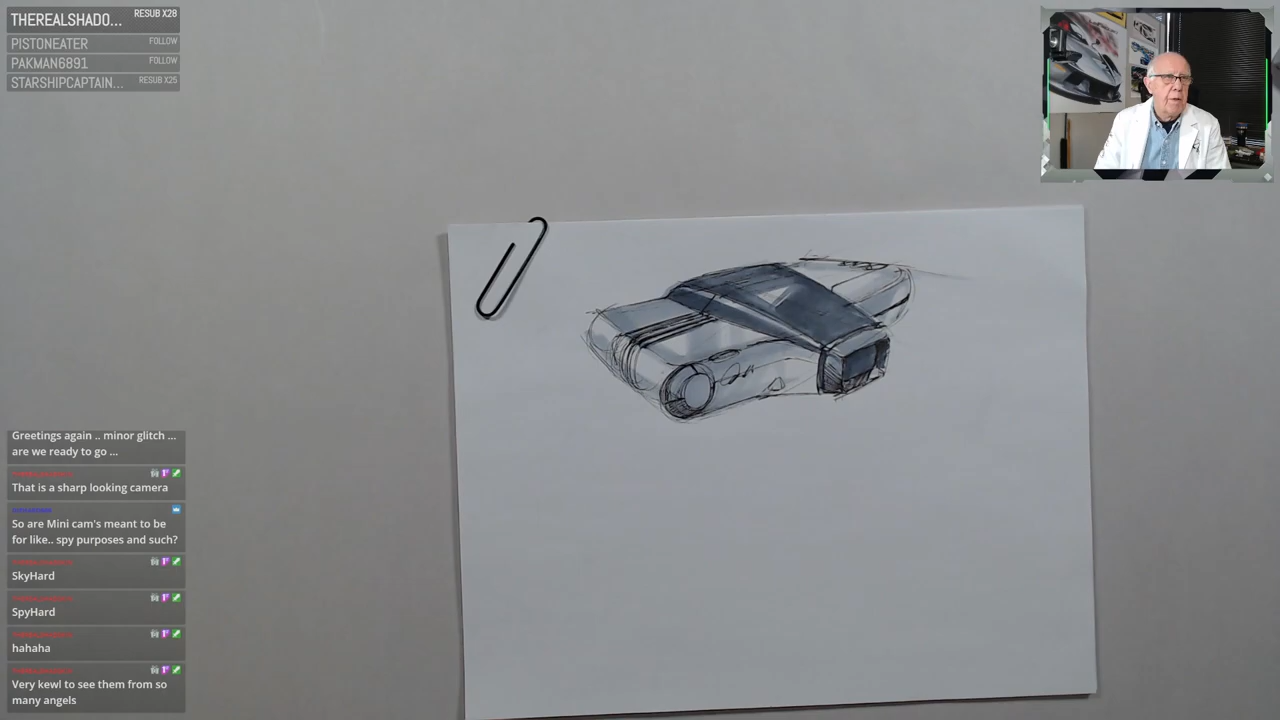 THEREALSHADO... RESUB X28
PISTONEATER FOLLOW
PAKMAN6891 FOLLOW
STARSHIPCAPTAIN... RESUB X25
Greetings again .. minor glitch ...
are we ready to go ...
That is a sharp looking camera
So are Mini cam's meant to be
for like.. spy purposes and such?
SkyHard
SpyHard
hahaha
Very kewl to see them from so
many angels